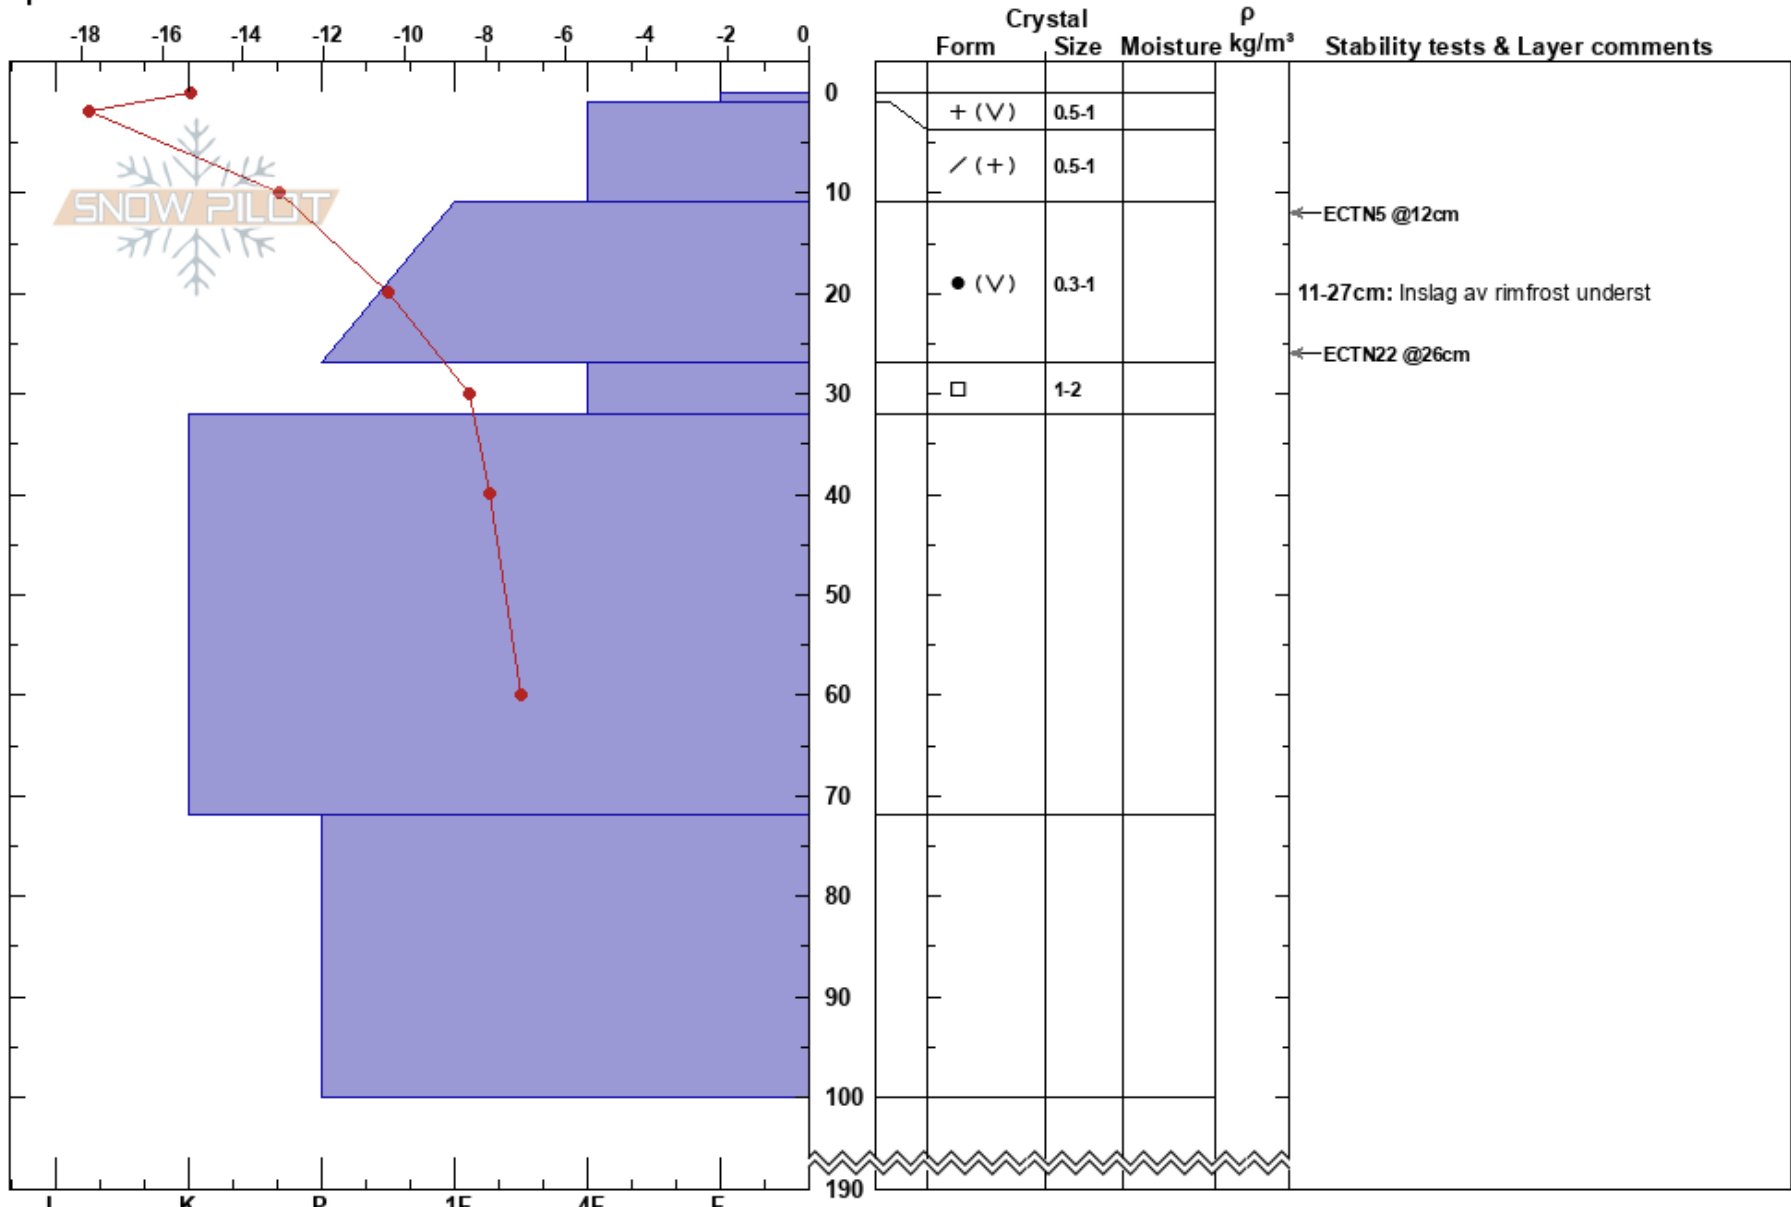 Crystal ρ
-18 -16 -14 -12 -10 -8 -6 -4 -2 0 Form Size Moisture kg/m³ Stability tests & Layer comments
0
+ (V) 0.5-1
/ (+) 0.5-1
10
ECTN5 @12cm
SNOW PILOT
● (V) 0.3-1
20 11-27cm: Inslag av rimfrost underst
ECTN22 @26cm
30 □ 1-2
40
50
60
70
80
90
100
190
I K P 1F 4F F